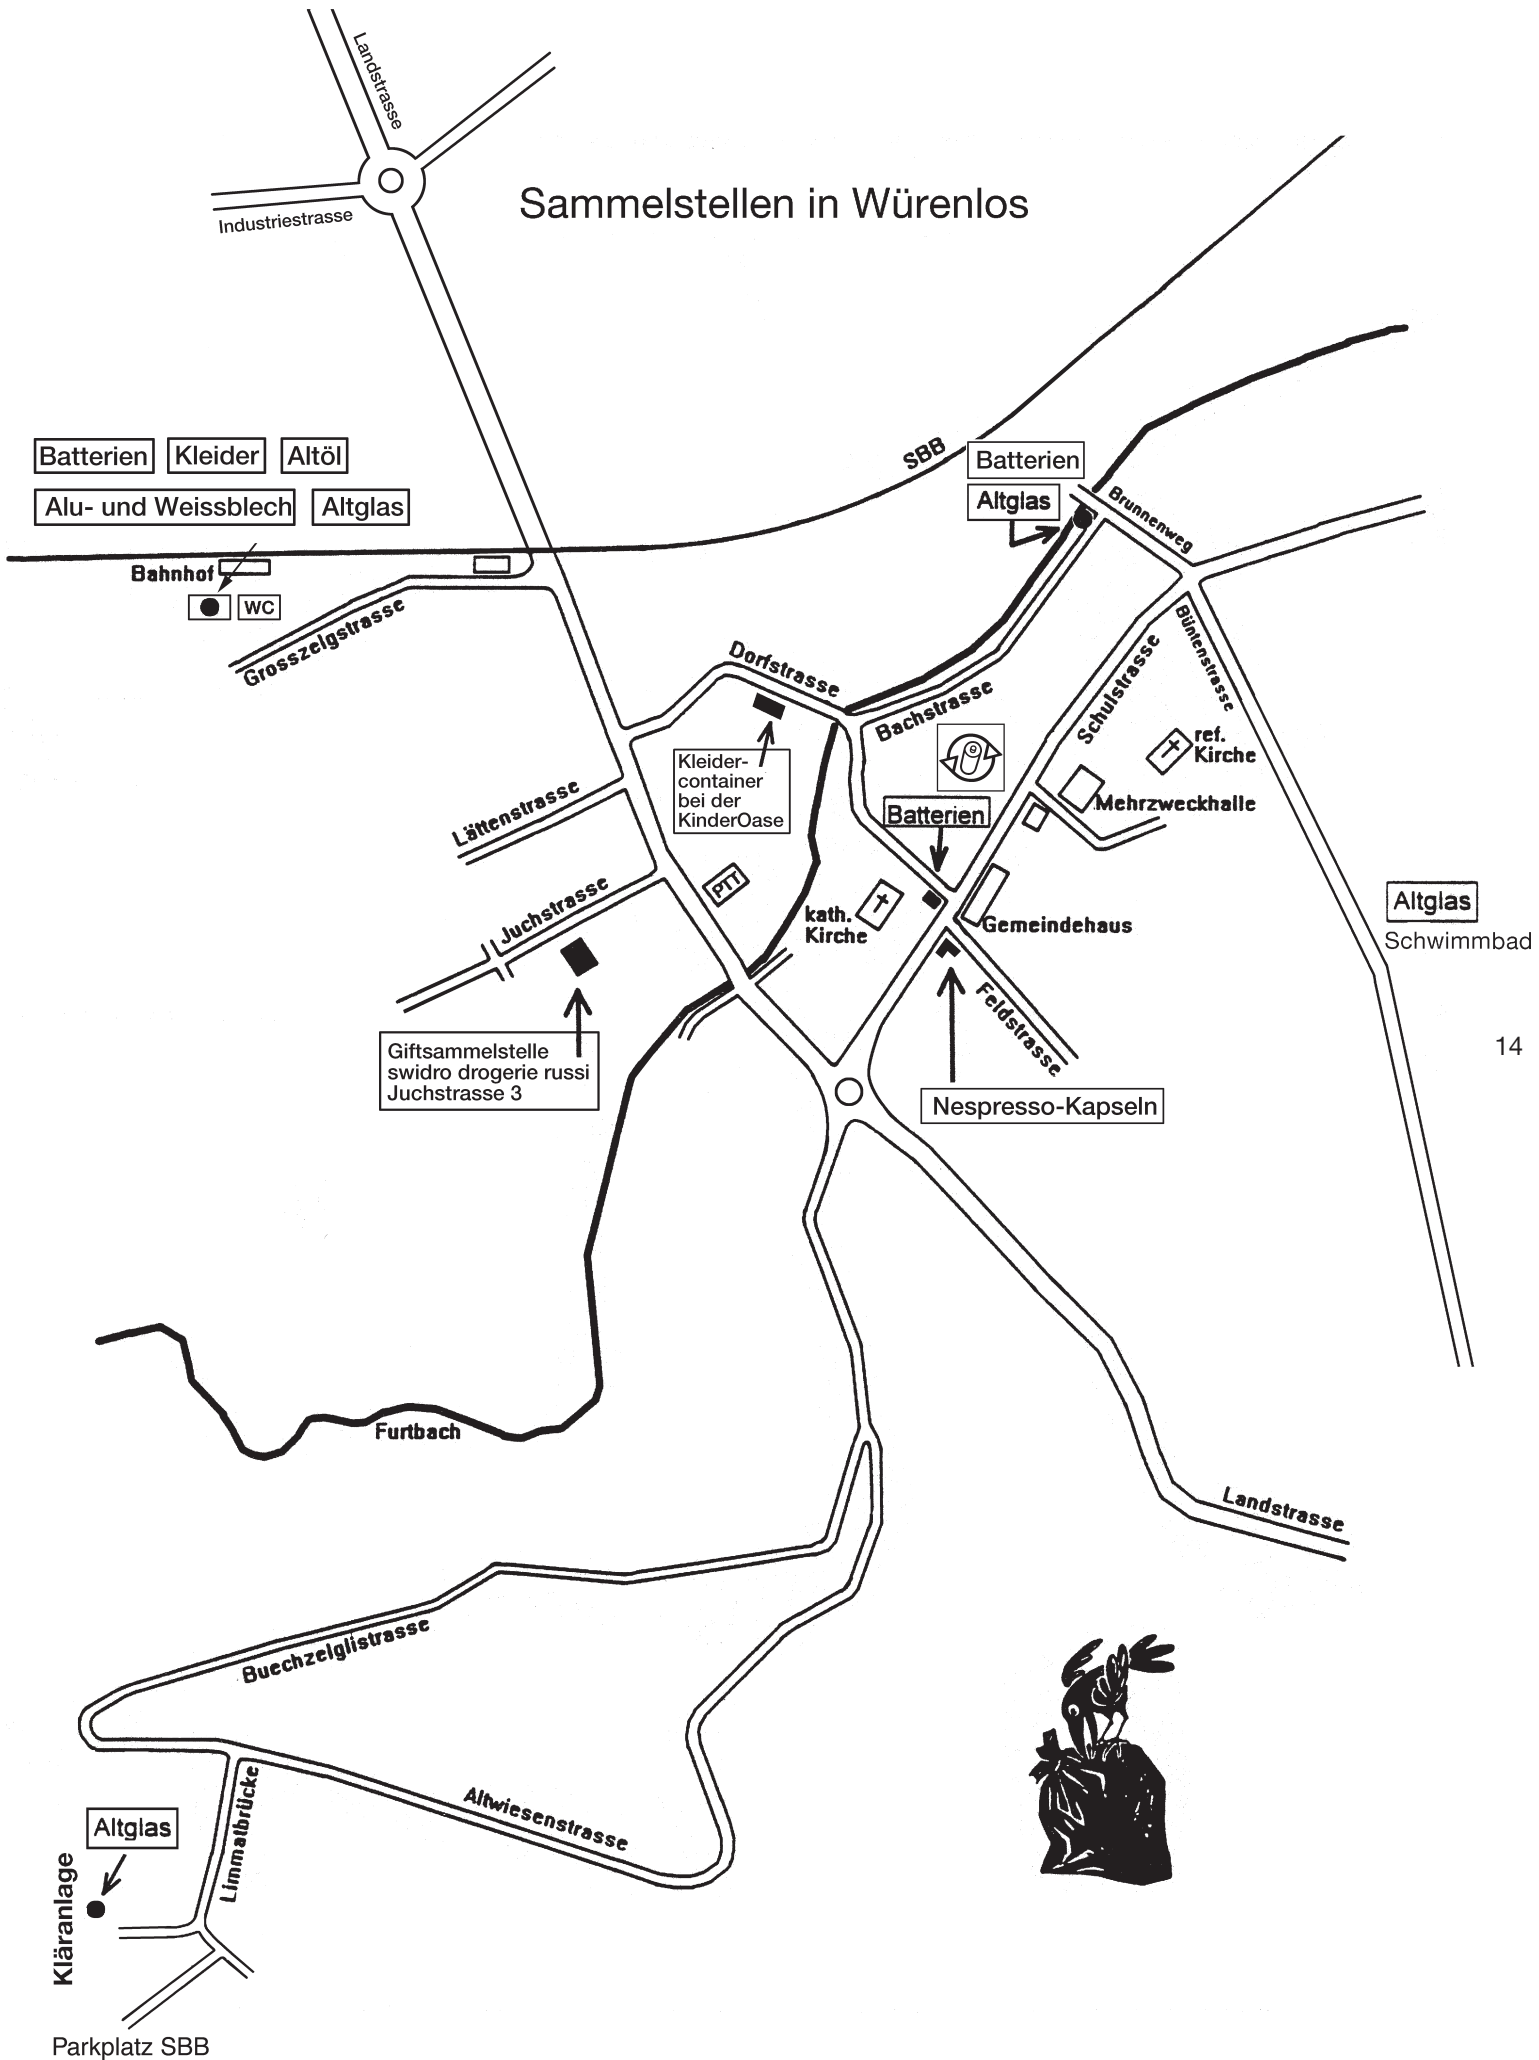 Landstrasse
Industriestrasse
Sammelstellen in Würenlos
Batterien
Kleider
Altöl
Alu- und Weissblech
Altglas
SBB
Batterien
Altglas
Brunnenweg
Bahnhof
WC
Grosszelgstrasse
Dorfstrasse
Bachstrasse
Schulstrasse
Büntenstrasse
ref.
Kirche
Mehrzweckhalle
Kleider-
container
bei der
KinderOase
Lättenstrasse
Batterien
PTT
Juchstrasse
kath.
Kirche
Gemeindehaus
Altglas
Schwimmbad
Feldstrasse
Giftsammelstelle
swidro drogerie russi
Juchstrasse 3
Nespresso-Kapseln
14
Furtbach
Landstrasse
Buechzelglistrasse
Altwiesenstrasse
Limmatbrücke
Altglas
Kläranlage
Parkplatz SBB